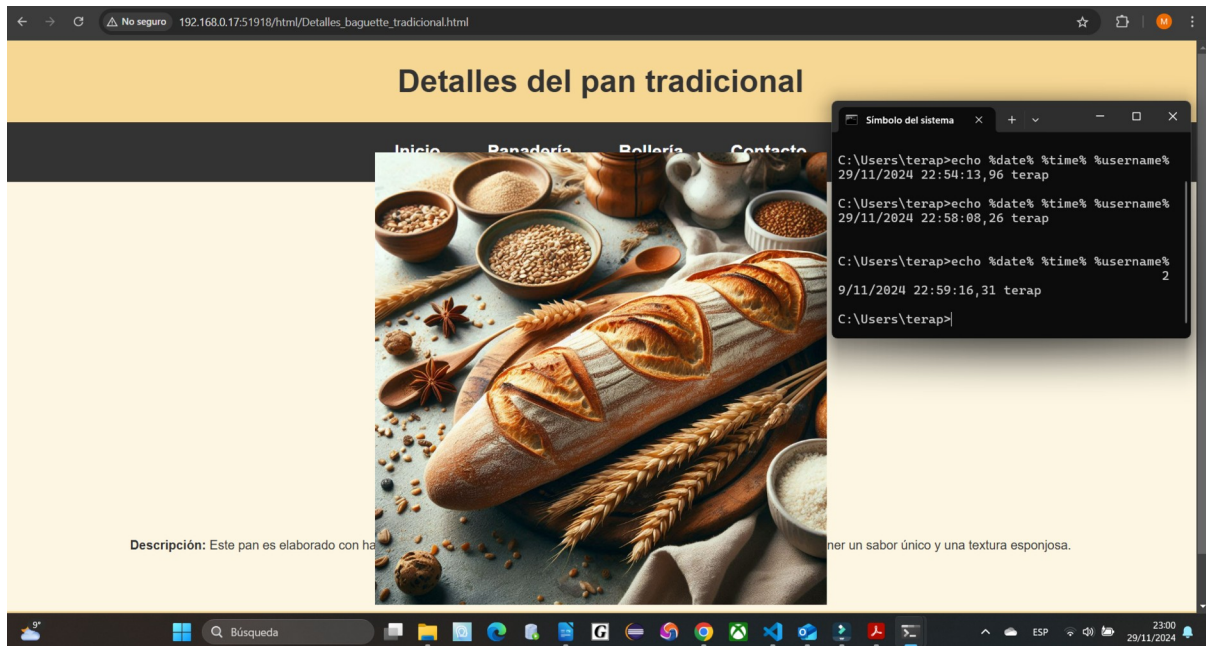 No seguro 192.168.0.17:51918/html/Detalles_baguette_tradicional.html
M
Detalles del pan tradicional
Inicio Panadería Bollería Contacto
Símbolo del sistema
C:\Users\terap>echo %date% %time% %username%
29/11/2024 22:54:13,96 terap
C:\Users\terap>echo %date% %time% %username%
29/11/2024 22:58:08,26 terap
C:\Users\terap>echo %date% %time% %username%
2
9/11/2024 22:59:16,31 terap
C:\Users\terap>
Descripción: Este pan es elaborado con ha
ner un sabor único y una textura esponjosa.
9°
Búsqueda
G
ESP
23:00
29/11/2024